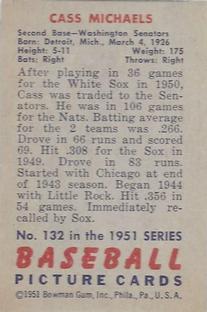 CASS MICHAELS
Second Base—Washington Senators
Born: Detroit, Mich., March 4, 1926
Height: 5-11 Weight: 175
Bats: Right Throws: Right
After playing in 36 games
for the White Sox in 1950,
Cass was traded to the Sen-
ators. He was in 106 games
for the Nats. Batting average
for the 2 teams was .266.
Drove in 66 runs and scored
69. Hit .308 for the Sox in
1949. Drove in 83 runs.
Started with Chicago at end
of 1943 season. Began 1944
with Little Rock. Hit .356 in
54 games. Immediately re-
called by Sox.
No. 132 in the 1951 SERIES
BASEBALL
PICTURE CARDS
©1951 Bowman Gum, Inc., Phila., Pa., U. S. A.